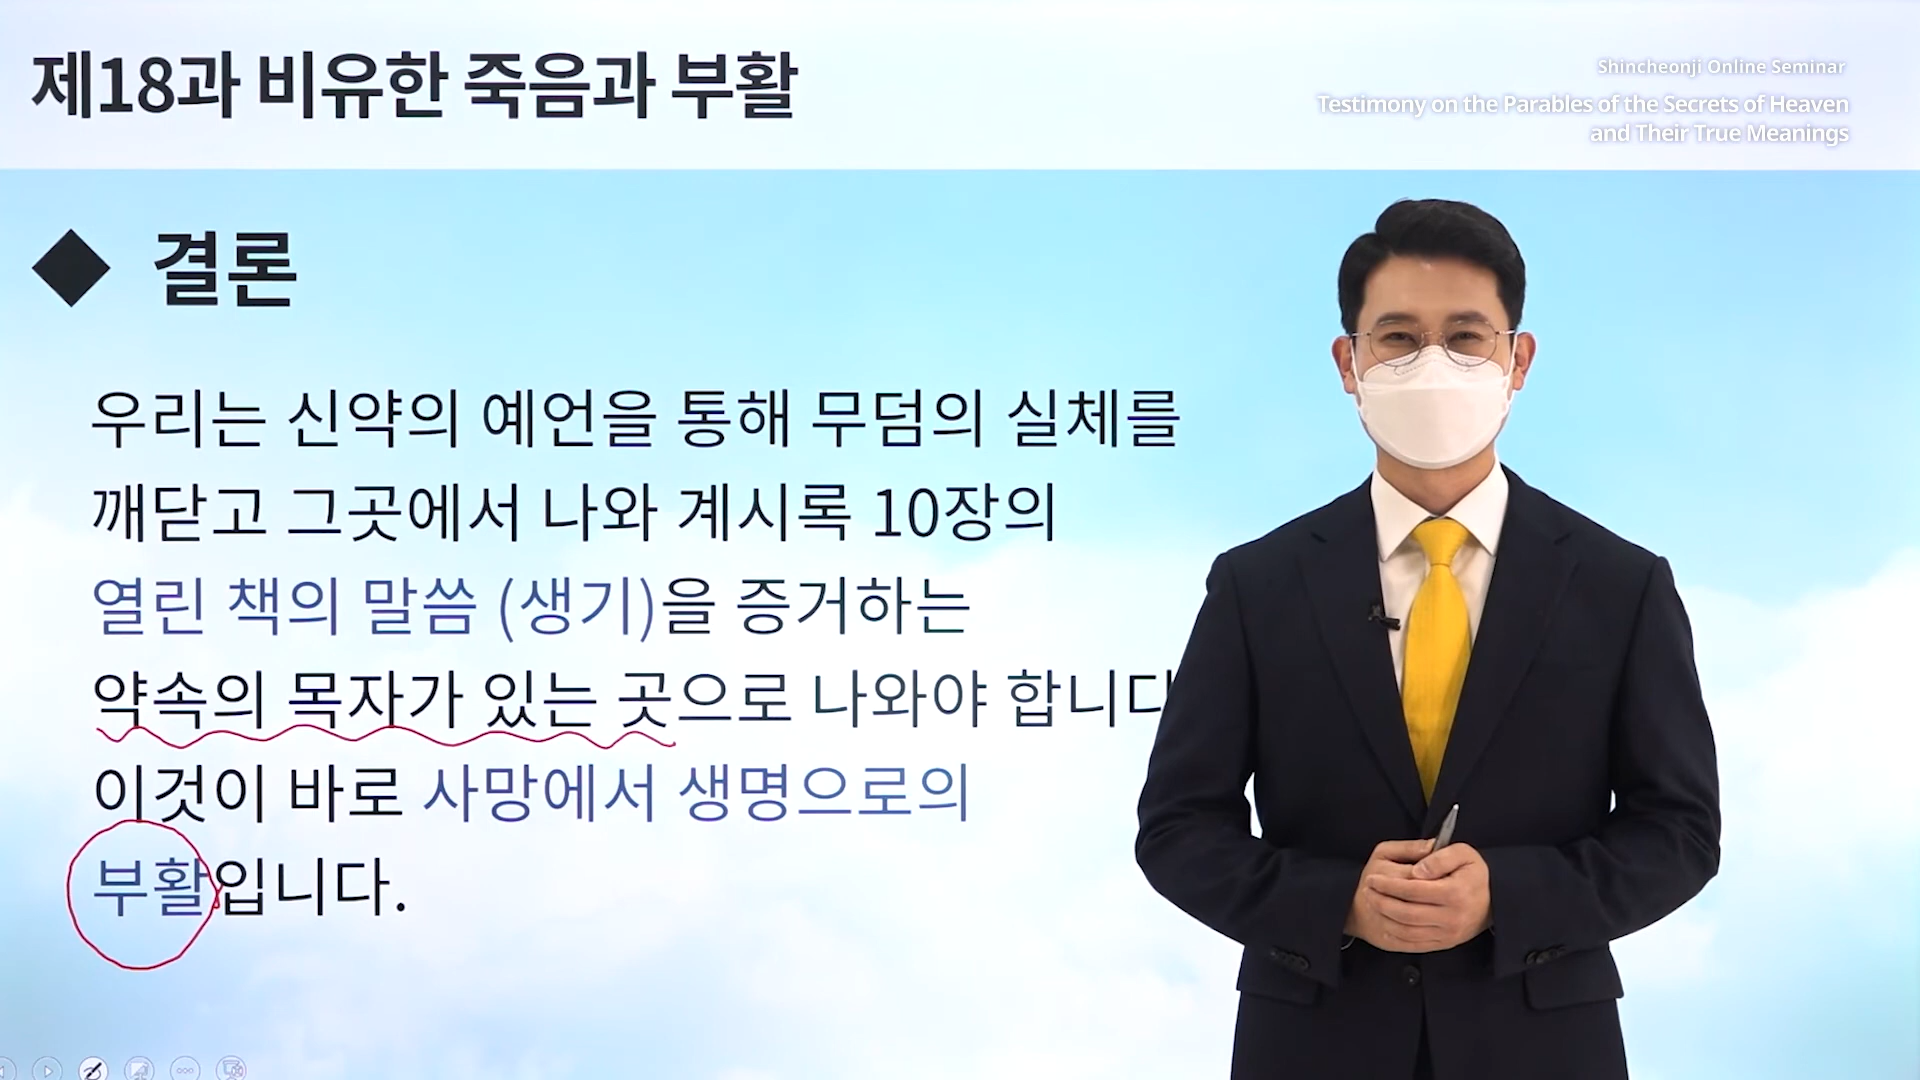 제18과 비유한 죽음과 부활
Shincheonji Online Seminar
Testimony on the Parables of the Secrets of Heaven
and Their True Meanings
◆ 결론
우리는 신약의 예언을 통해 무덤의 실체를
깨닫고 그곳에서 나와 계시록 10장의
열린 책의 말씀 (생기)을 증거하는
약속의 목자가 있는 곳으로 나와야 합니다
이것이 바로 사망에서 생명으로의
부활입니다.